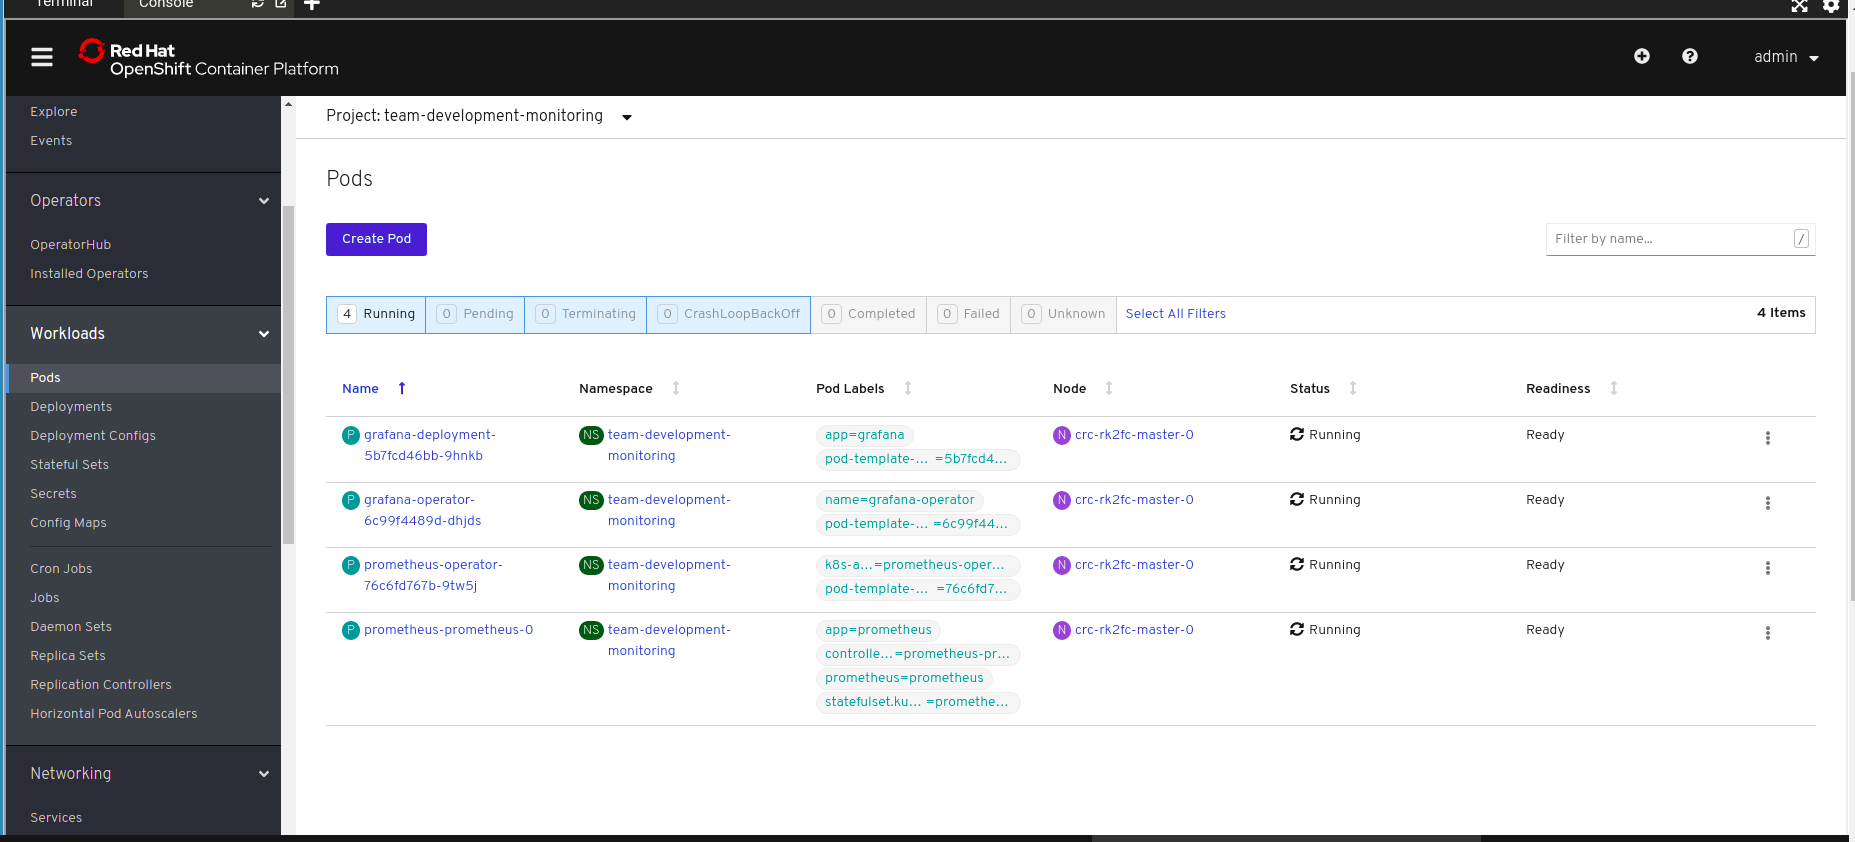 Terminal
Console
Red Hat
OpenShift Container Platform
admin
Explore
Events
Operators
OperatorHub
Installed Operators
Workloads
Pods
Deployments
Deployment Configs
Stateful Sets
Secrets
Config Maps
Cron Jobs
Jobs
Daemon Sets
Replica Sets
Replication Controllers
Horizontal Pod Autoscalers
Networking
Services
Project: team-development-monitoring
Pods
Create Pod
Filter by name...
/
4 Running 0 Pending 0 Terminating 0 CrashLoopBackOff 0 Completed 0 Failed 0 Unknown Select All Filters 4 Items
Name Namespace Pod Labels Node Status Readiness
P grafana-deployment-
5b7fcd46bb-9hnkb
NS team-development-
monitoring
app=grafana
pod-template-... =5b7fcd4...
N crc-rk2fc-master-0
Running
Ready
P grafana-operator-
6c99f4489d-dhjds
NS team-development-
monitoring
name=grafana-operator
pod-template-... =6c99f44...
N crc-rk2fc-master-0
Running
Ready
P prometheus-operator-
76c6fd767b-9tw5j
NS team-development-
monitoring
k8s-a...=prometheus-oper...
pod-template-... =76c6fd7...
N crc-rk2fc-master-0
Running
Ready
P prometheus-prometheus-0
NS team-development-
monitoring
app=prometheus
controlle...=prometheus-pr...
prometheus=prometheus
statefulset.ku... =promethe...
N crc-rk2fc-master-0
Running
Ready